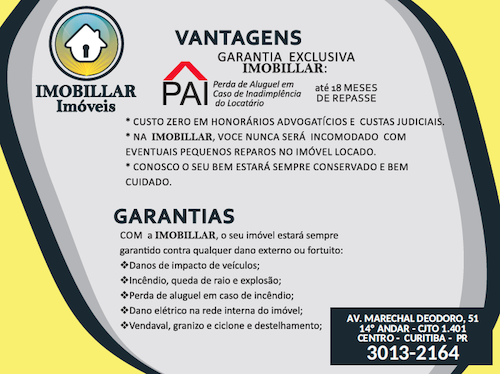 IMOBILLAR
Imóveis
VANTAGENS
GARANTIA EXCLUSIVA
IMOBILLAR:
PAI
Perda de Aluguel em
Caso de Inadimplência
do Locatário
até 18 MESES
DE REPASSE
* CUSTO ZERO EM HONORÁRIOS ADVOGATÍCIOS E CUSTAS JUDICIAIS.
* NA IMOBILLAR, VOCE NUNCA SERÁ INCOMODADO COM
EVENTUAIS PEQUENOS REPAROS NO IMÓVEL LOCADO.
* CONOSCO O SEU BEM ESTARÁ SEMPRE CONSERVADO E BEM
CUIDADO.
GARANTIAS
COM a IMOBILLAR, o seu imóvel estará sempre
garantido contra qualquer dano externo ou fortuito:
❖Danos de impacto de veículos;
❖Incêndio, queda de raio e explosão;
❖Perda de aluguel em caso de incêndio;
❖Dano elétrico na rede interna do imóvel;
❖Vendaval, granizo e ciclone e destelhamento;
AV. MARECHAL DEODORO, 51
14º ANDAR - CJTO 1.401
CENTRO - CURITIBA - PR
3013-2164